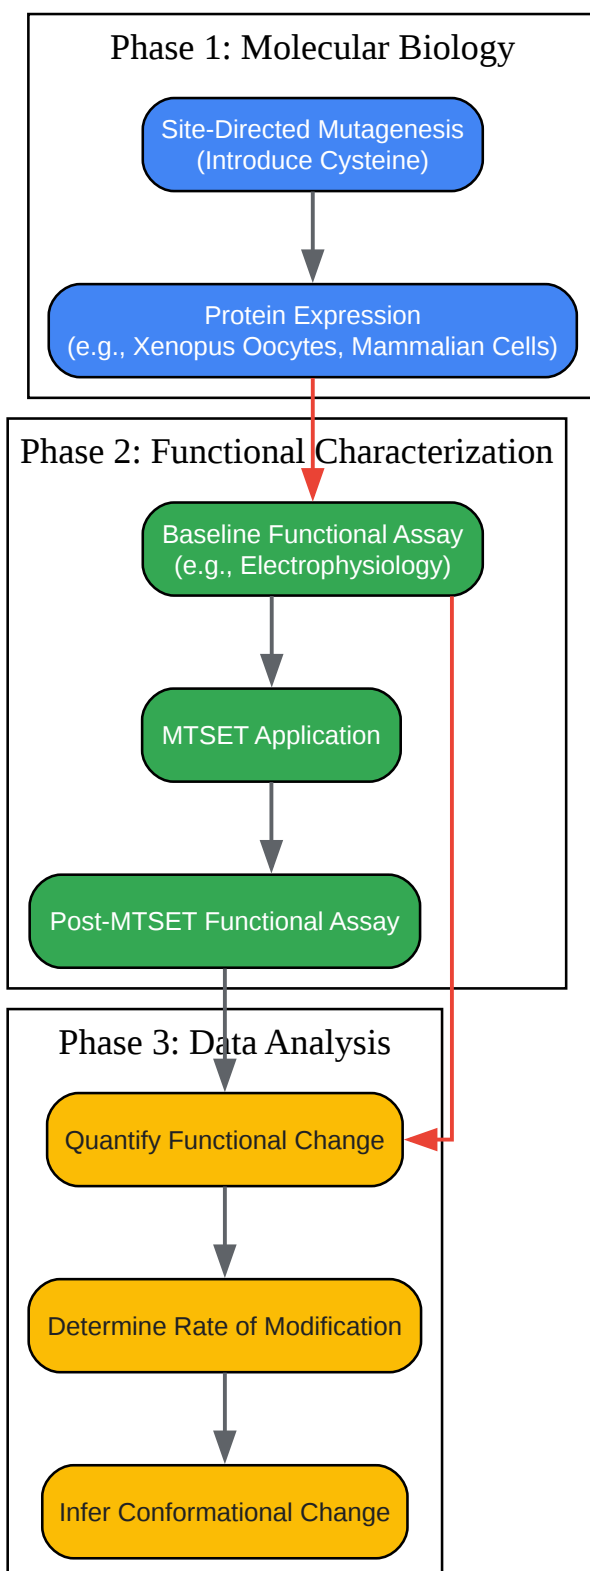 Phase 1: Molecular Biology
Site-Directed Mutagenesis
(Introduce Cysteine)
Protein Expression
(e.g., Xenopus Oocytes, Mammalian Cells)
Phase 2: Functional Characterization
Baseline Functional Assay
(e.g., Electrophysiology)
MTSET Application
Post-MTSET Functional Assay
Phase 3: Data Analysis
Quantify Functional Change
Determine Rate of Modification
Infer Conformational Change